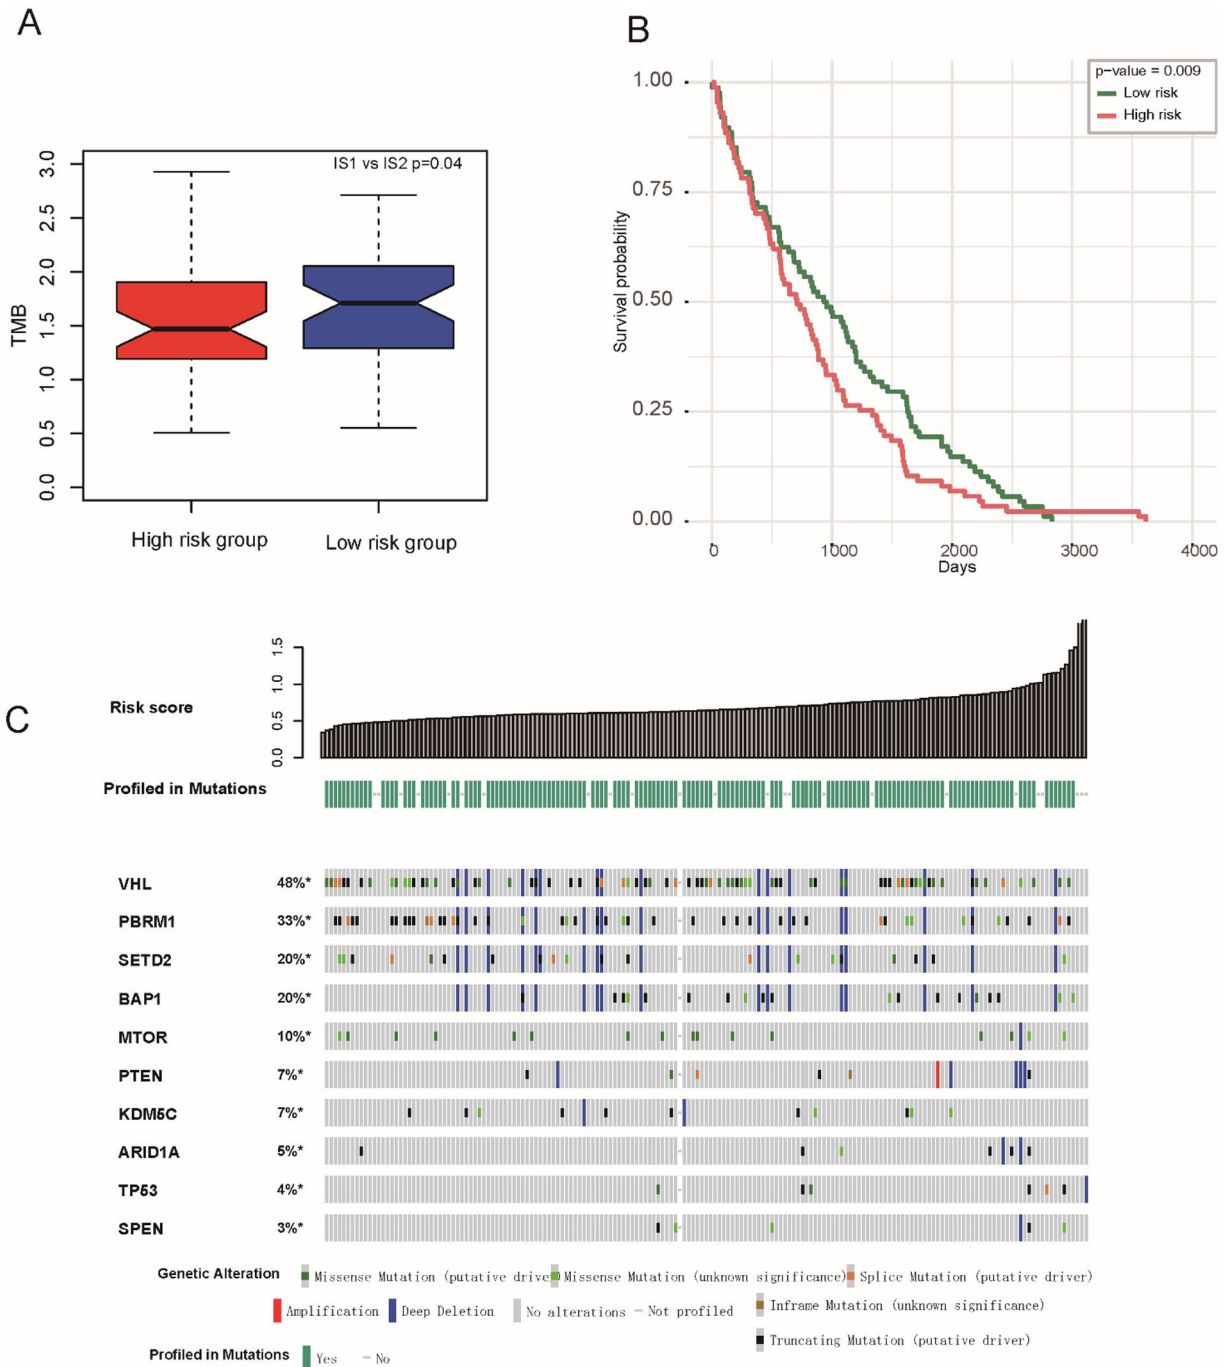 A
B
p-value = 0.009
Low risk
High risk
1.00
0.75
0.50
0.25
0.00
Survival probability
0
1000
2000
3000
4000
Days
IS1 vs IS2 p=0.04
3.0
2.5
2.0
1.5
1.0
0.5
0.0
TMB
High risk group
Low risk group
C
Risk score
1.5
1.0
0.5
0.0
Profiled in Mutations
VHL 48%*
PBRM1 33%*
SETD2 20%*
BAP1 20%*
MTOR 10%*
PTEN 7%*
KDM5C 7%*
ARID1A 5%*
TP53 4%*
SPEN 3%*
Genetic Alteration Missense Mutation (putative driver) Missense Mutation (unknown significance) Splice Mutation (putative driver)
Amplification Deep Deletion No alterations Not profiled Inframe Mutation (unknown significance)
Truncating Mutation (putative driver)
Profiled in Mutations Yes No